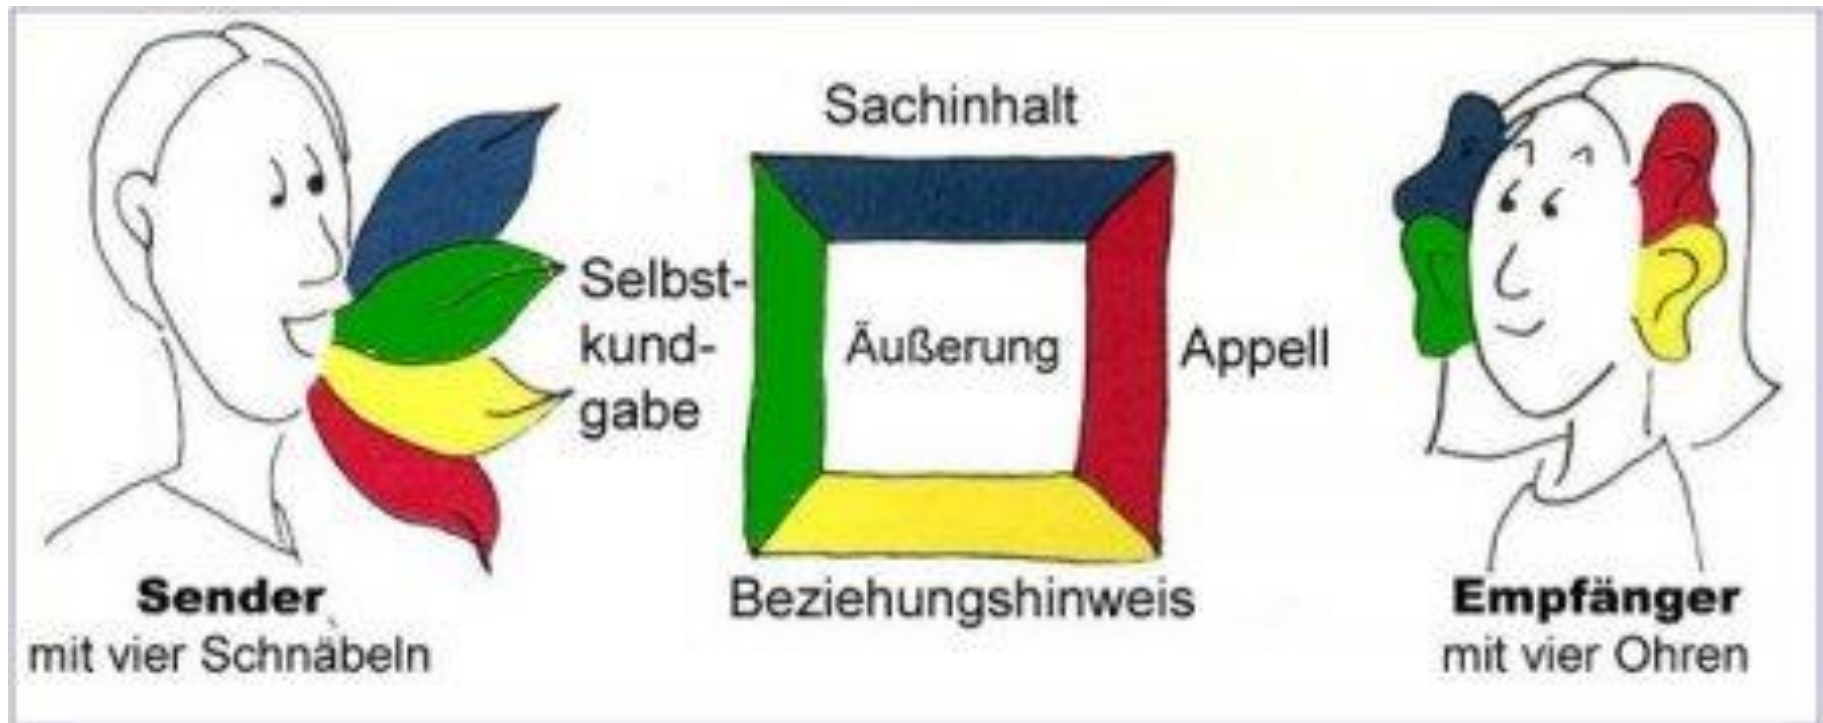 Sachinhalt
Selbst-
kund-
gabe
Äußerung
Appell
Beziehungshinweis
Sender
mit vier Schnäbeln
Empfänger
mit vier Ohren